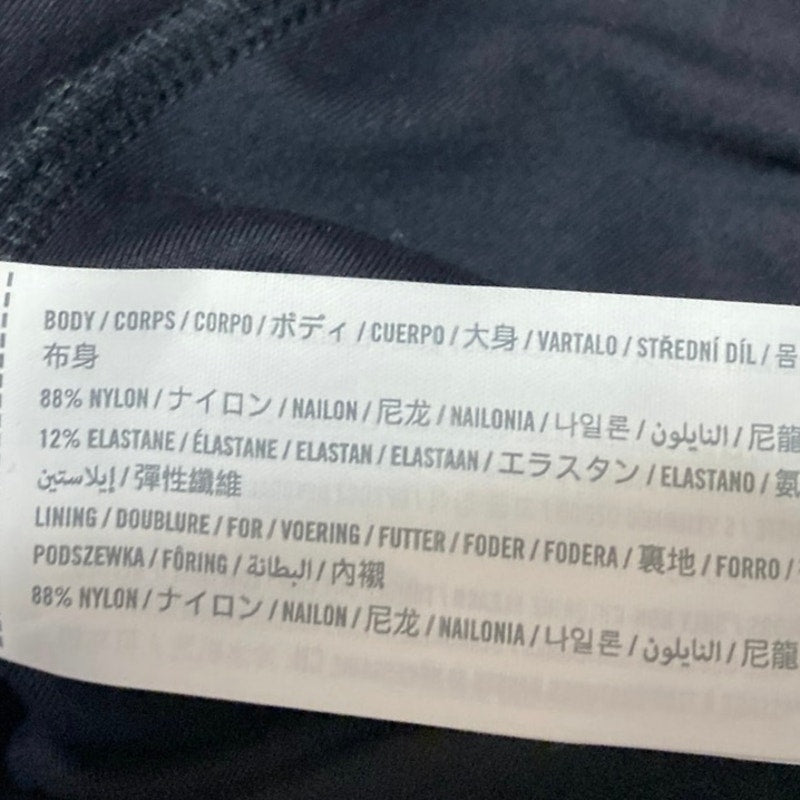 BODY / CORPS / CORPO / ボディ / CUERPO / 大身 / VARTALO / STŘEDNÍ DÍL / 몸
布身
88% NYLON / ナイロン / NAILON / 尼龙 / NAILONIA / 나일론 / النايلون / 尼龍
12% ELASTANE / ÉLASTANE / ELASTAN / ELASTAAN / エラスタン / ELASTANO / 氨
إيلاستين / 彈性纖維
LINING / DOUBLURE / FOR / VOERING / FUTTER / FODER / FODERA / 裏地 / FORRO /
PODSZEWKA / FÔRING / البطانة / 內襯
88% NYLON / ナイロン / NAILON / 尼龙 / NAILONIA / 나일론 / النايلون / 尼龍